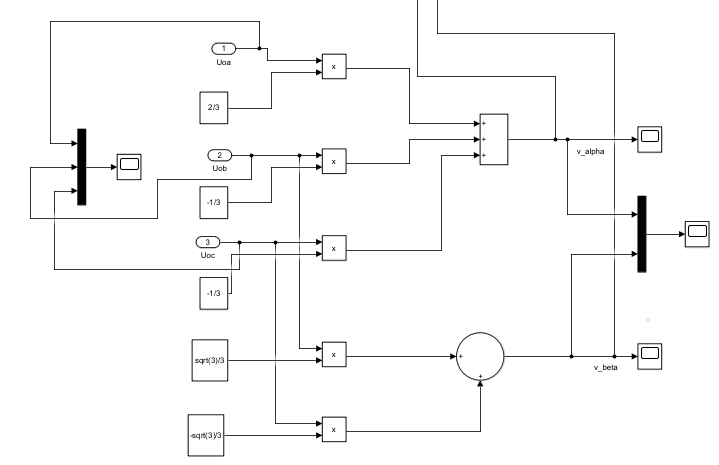 1
Uoa
x
2/3
+
+
+
2
Uob
x
v_alpha
-1/3
3
Uoc
x
-1/3
sqrt(3)/3
x
+
+
v_beta
-sqrt(3)/3
x